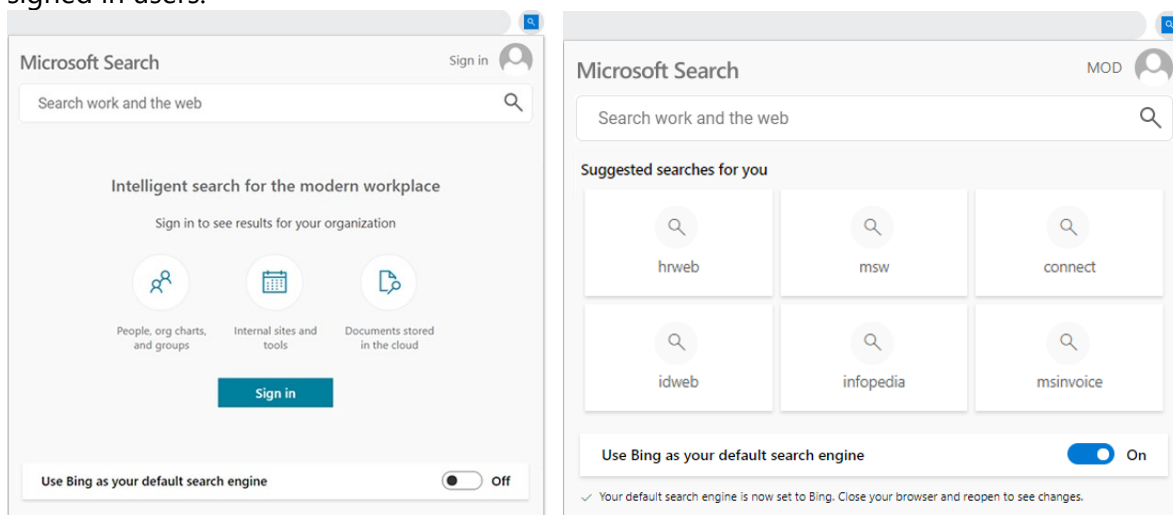 signed in users.
Microsoft Search
Sign in
Search work and the web
Intelligent search for the modern workplace
Sign in to see results for your organization
People, org charts,
and groups
Internal sites and
tools
Documents stored
in the cloud
Sign in
Use Bing as your default search engine
Off
Microsoft Search
MOD
Search work and the web
Suggested searches for you
hrweb
msw
connect
idweb
infopedia
msinvoice
Use Bing as your default search engine
On
Your default search engine is now set to Bing. Close your browser and reopen to see changes.